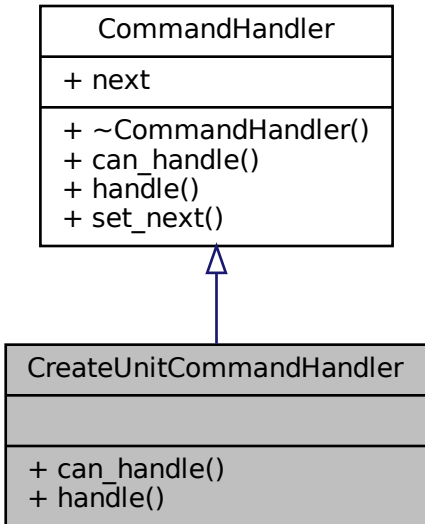 CommandHandler
+ next
+ ~CommandHandler()
+ can_handle()
+ handle()
+ set_next()
CreateUnitCommandHandler
+ can_handle()
+ handle()